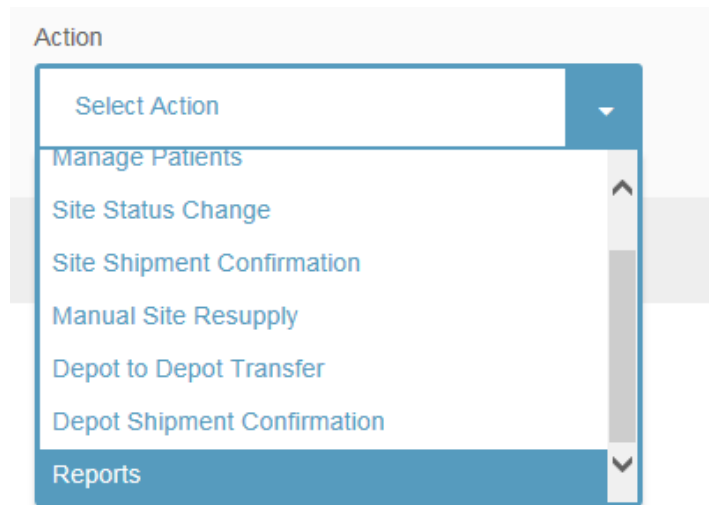 Action
Select Action
Manage Patients
Site Status Change
Site Shipment Confirmation
Manual Site Resupply
Depot to Depot Transfer
Depot Shipment Confirmation
Reports